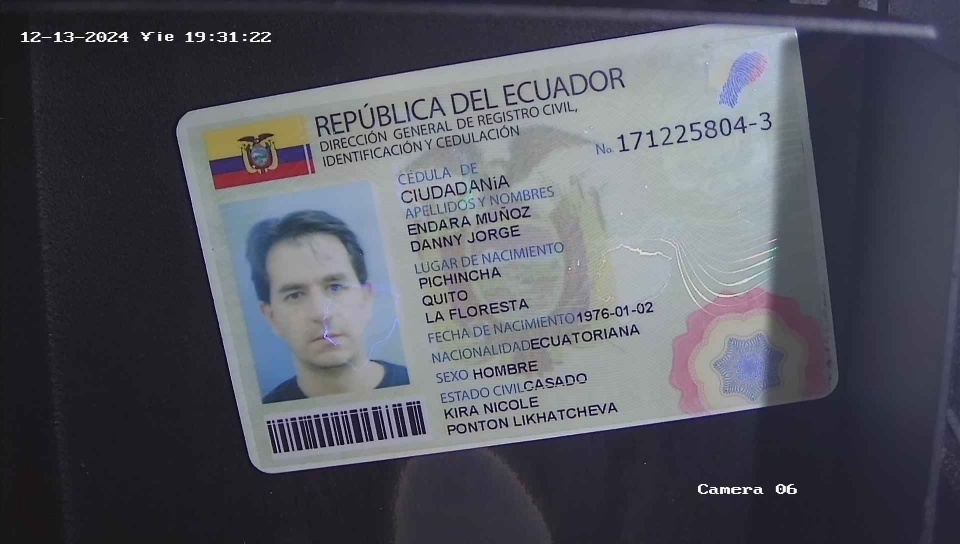 12-13-2024 Vie 19:31:22
REPÚBLICA DEL ECUADOR
DIRECCIÓN GENERAL DE REGISTRO CIVIL,
IDENTIFICACIÓN Y CEDULACIÓN
No. 171225804-3
CÉDULA DE
CIUDADANíA
APELLIDOS Y NOMBRES
ENDARA MUÑOZ
DANNY JORGE
LUGAR DE NACIMIENTO
PICHINCHA
QUITO
LA FLORESTA
FECHA DE NACIMIENTO 1976-01-02
NACIONALIDAD ECUATORIANA
SEXO HOMBRE
ESTADO CIVIL CASADO
KIRA NICOLE
PONTON LIKHATCHEVA
Camera 06